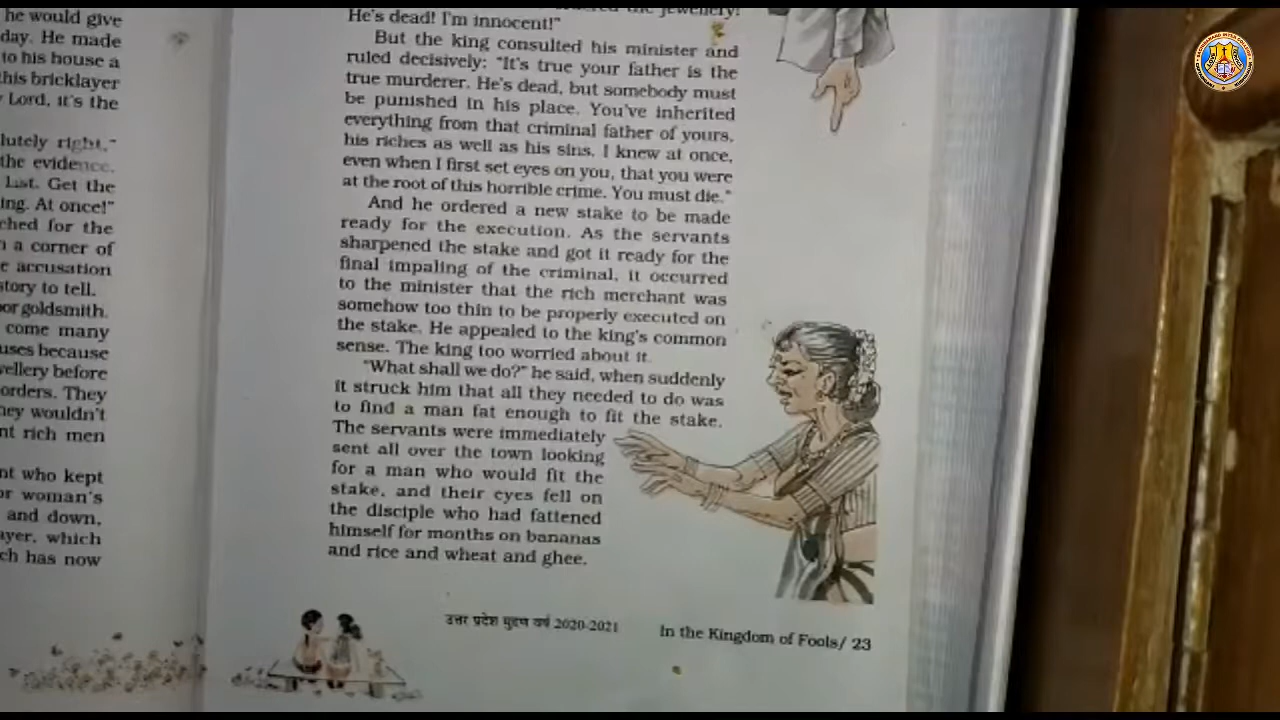 he would give
day. He made
to his house a
this bricklayer
Lord, it's the
lutely right."
the evidence.
List. Get the
ing. At once!"
ched for the
a corner of
e accusation
story to tell.
oor goldsmith.
come many
uses because
vellery before
orders. They
hey wouldn't
nt rich men
nt who kept
or woman's
and down,
ayer, which
ch has now
the jewellery!
He's dead! I'm innocent!"
But the king consulted his minister and
ruled decisively: "It's true your father is the
true murderer. He's dead, but somebody must
be punished in his place. You've inherited
everything from that criminal father of yours,
his riches as well as his sins. I knew at once,
even when I first set eyes on you, that you were
at the root of this horrible crime. You must die."
And he ordered a new stake to be made
ready for the execution. As the servants
sharpened the stake and got it ready for the
final impaling of the criminal, it occurred
to the minister that the rich merchant was
somehow too thin to be properly executed on
the stake. He appealed to the king's common
sense. The king too worried about it.
"What shall we do?" he said, when suddenly
it struck him that all they needed to do was
to find a man fat enough to fit the stake.
The servants were immediately
sent all over the town looking
for a man who would fit the
stake, and their eyes fell on
the disciple who had fattened
himself for months on bananas
and rice and wheat and ghee.
उत्तर प्रदेश मुद्रण वर्ष 2020-2021
In the Kingdom of Fools/ 23